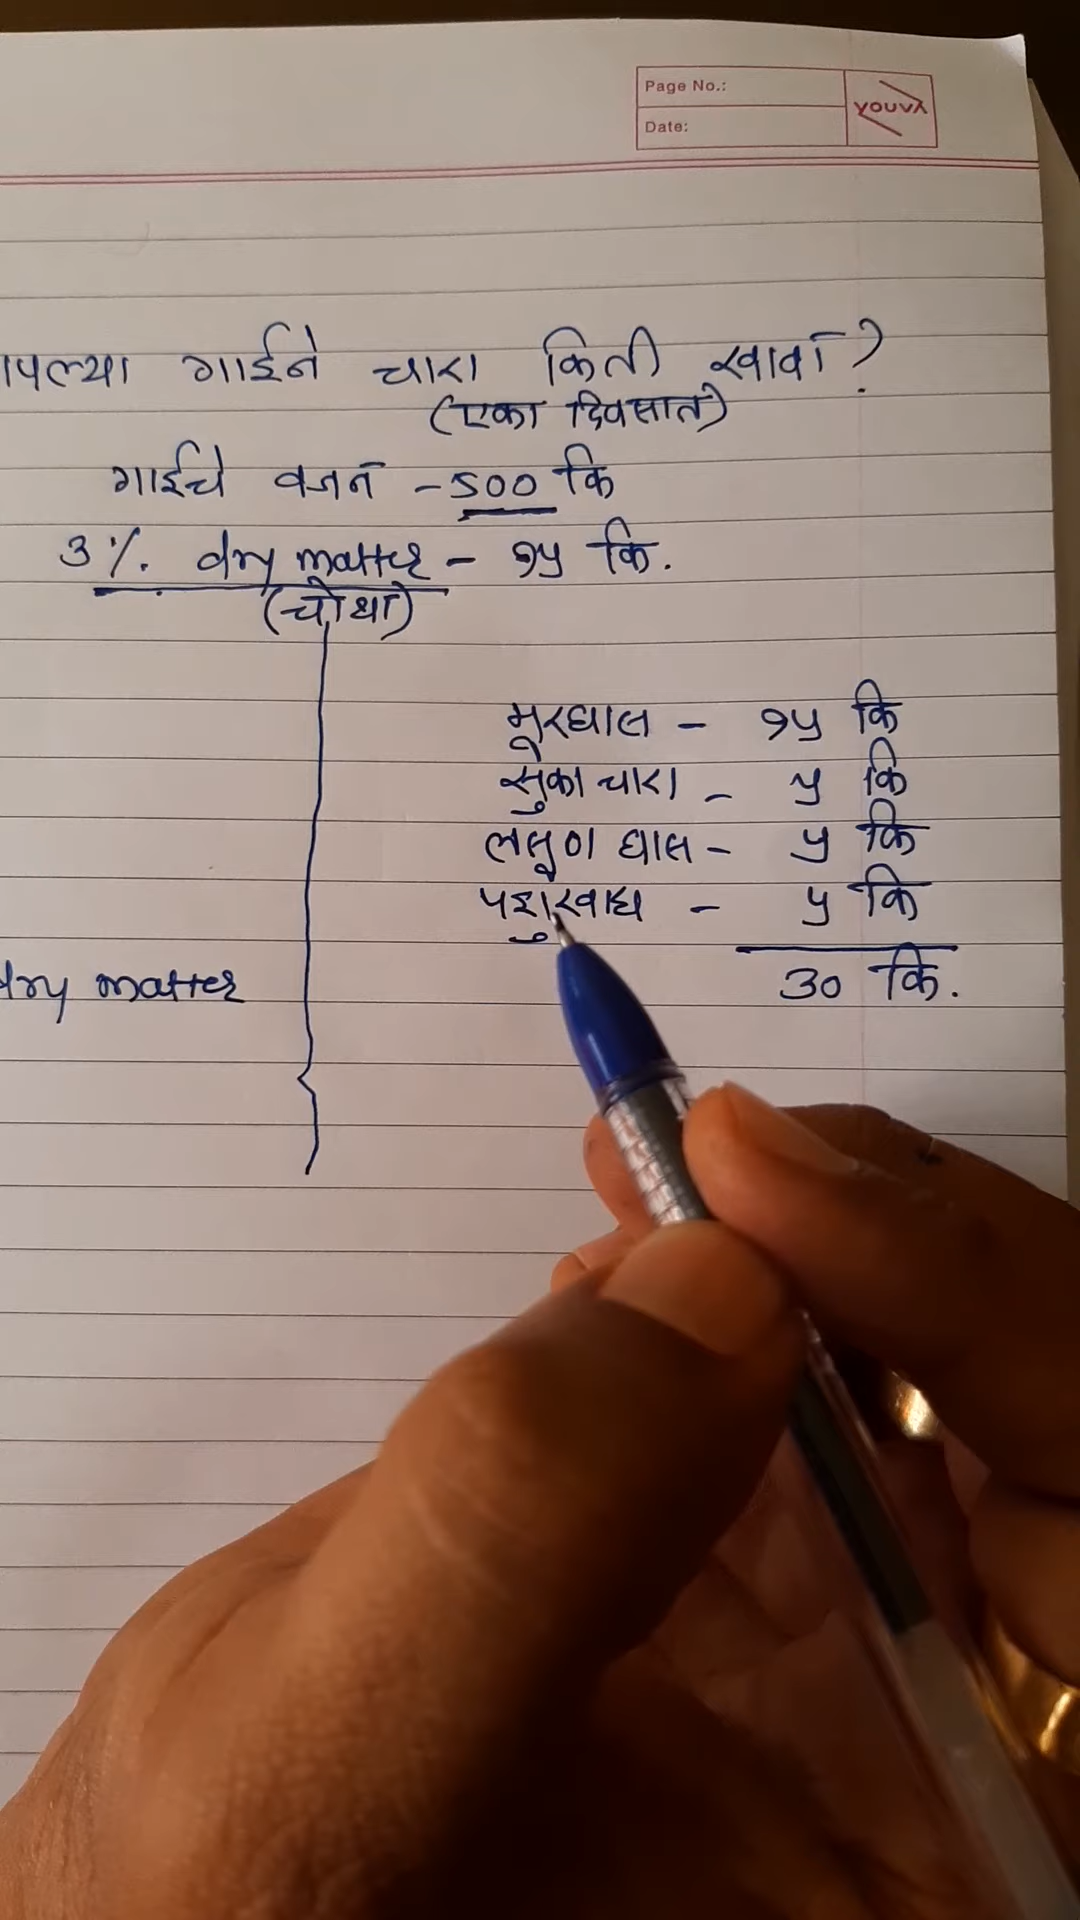 Page No.:
Date:
YOUVA
पल्या गाईने चारा किती खावा ?
(एका दिवसात)
गाईचे वजन - 500 कि
3 %. dry matter - १५ कि.
(चोथा)
मूरघास - १५ कि
सुका चारा - ५ कि
लसूण घास - ५ कि
पशुखाद्य - ५ कि
30 कि.
dry matter